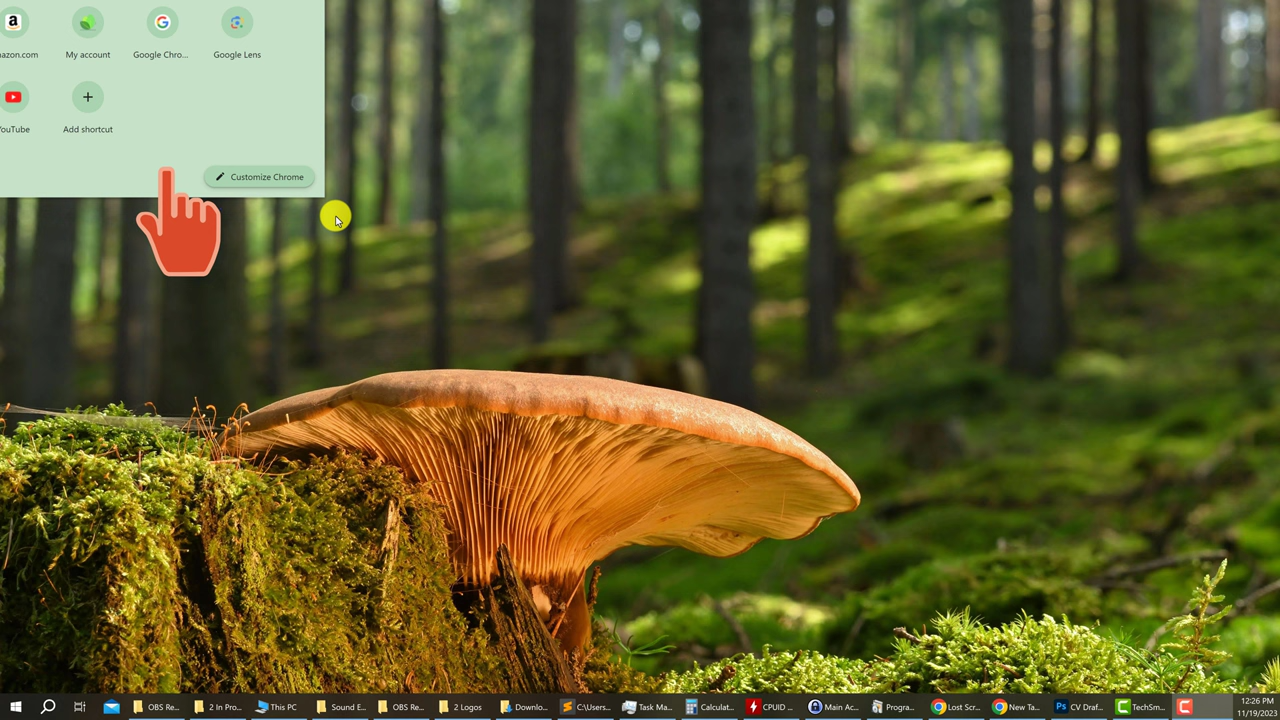 azon.com
My account
Google Chro...
Google Lens
YouTube
Add shortcut
Customize Chrome
OBS Re...
2 In Pro...
This PC
Sound E...
OBS Re...
2 Logos
Downlo...
C:\Users...
Task Ma...
Calculat...
CPUID ...
Main Ac...
Progra...
Lost Scr...
New Ta...
CV Draf...
TechSm...
12:26 PM
11/19/2023